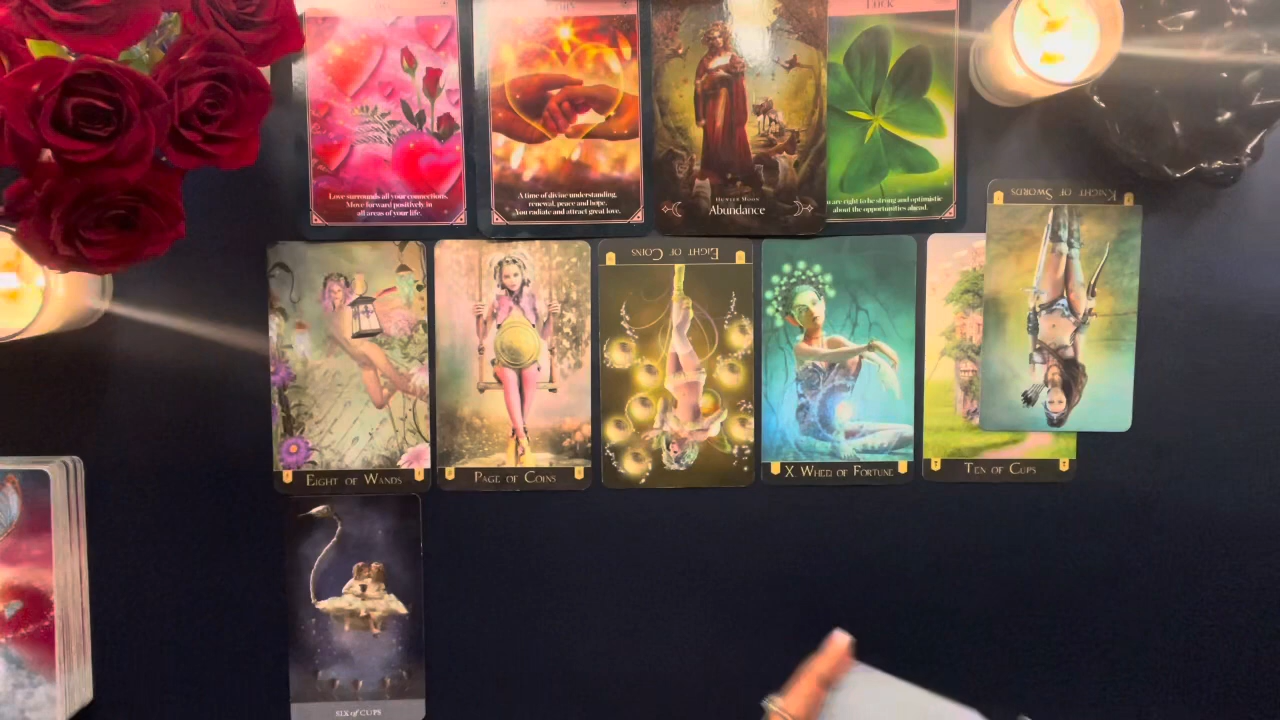 LUCK
Love surrounds all your connections.
Move forward positively in
all areas of your life.
A time of divine understanding,
renewal, peace and hope.
You radiate and attract great love.
HUNTER MOON
Abundance
are right to be strong and optimistic
about the opportunities ahead.
KNIGHT OF SWORDS
EIGHT OF WANDS
PAGE OF COINS
EIGHT OF COINS
X. WHEEL OF FORTUNE
TEN OF CUPS
SIX of CUPS